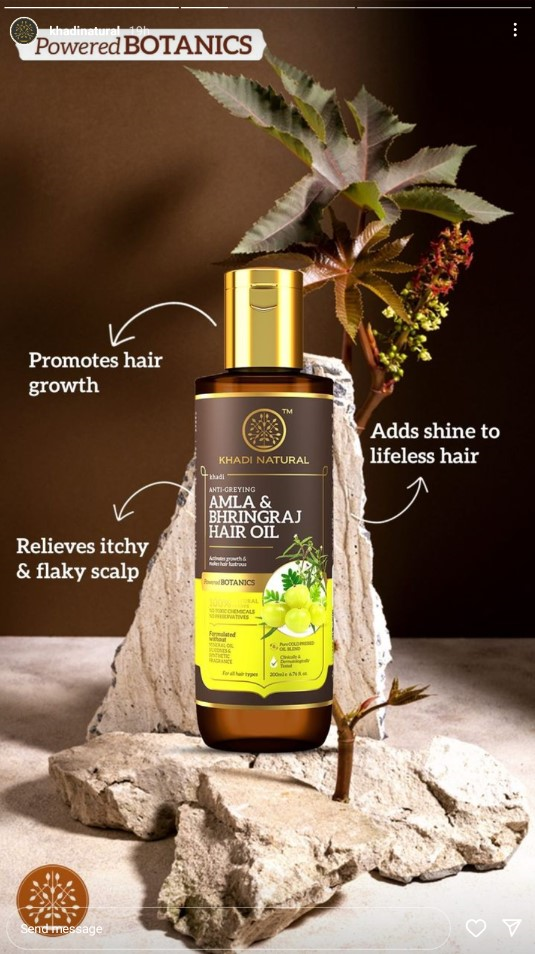 khadinatural 19h
Powered BOTANICS
Promotes hair
growth
Adds shine to
lifeless hair
Relieves itchy
& flaky scalp
TM
KHADI NATURAL
khadi
ANTI-GREYING
AMLA &
BHRINGRAJ
HAIR OIL
Activates growth &
makes hair lustrous
Powered BOTANICS
NO TOXIC CHEMICALS
NO PRESERVATIVES
Formulated
without
MINERAL OIL
SYNTHETIC
FRAGRANCE
Pure COLD PRESSED
OIL BLEND
Clinically &
Dermatologically
Tested
For all hair types
200ml e 6.76 fl oz
Send message